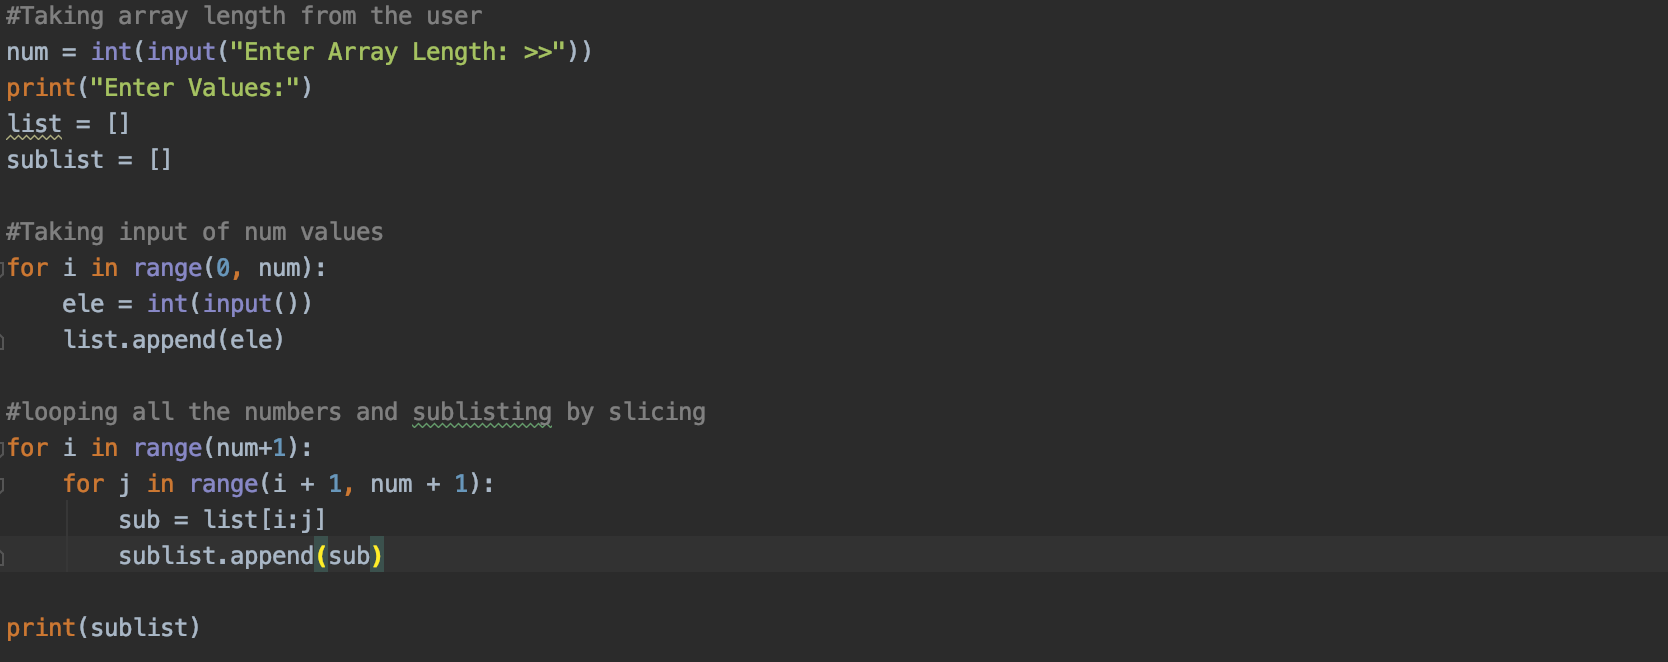 #Taking array length from the user
num = int(input("Enter Array Length: >>"))
print("Enter Values:")
list = []
sublist = []
#Taking input of num values
for i in range(0, num):
    ele = int(input())
    list.append(ele)
#looping all the numbers and sublisting by slicing
for i in range(num+1):
    for j in range(i + 1, num + 1):
        sub = list[i:j]
        sublist.append(sub)
print(sublist)